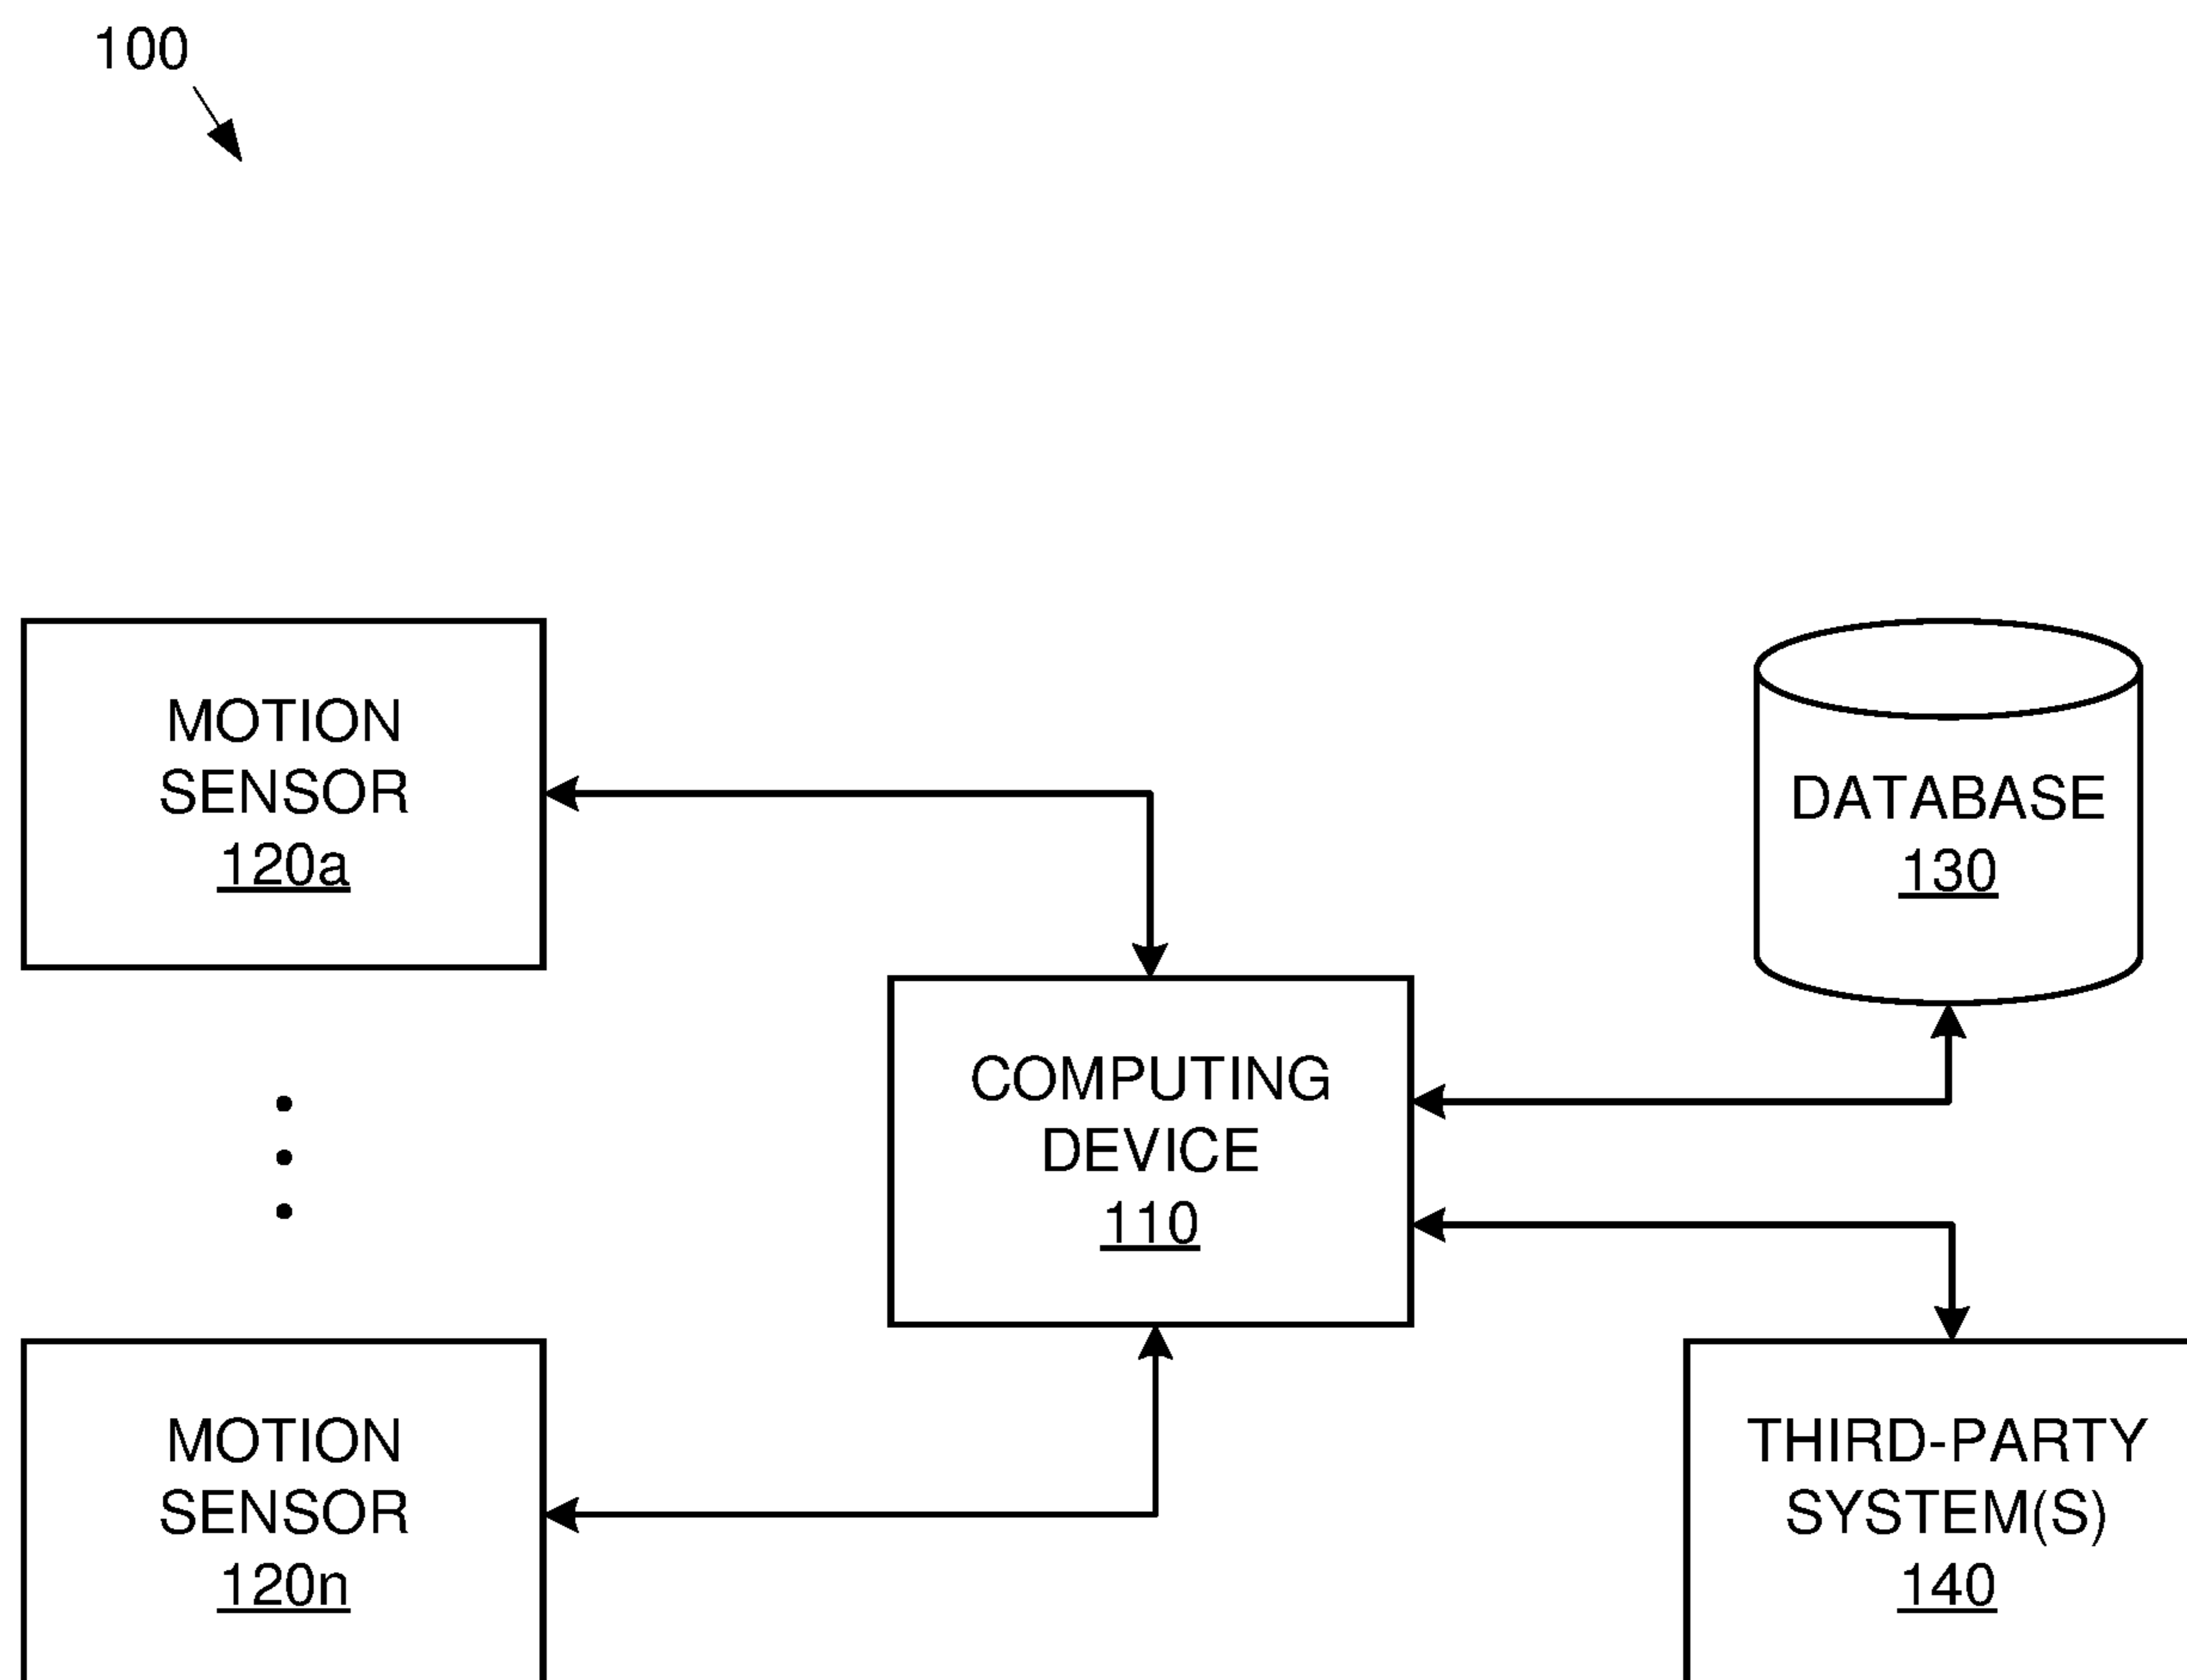 100
MOTION
SENSOR
120a
DATABASE
130
COMPUTING
DEVICE
110
MOTION
SENSOR
120n
THIRD-PARTY
SYSTEM(S)
140